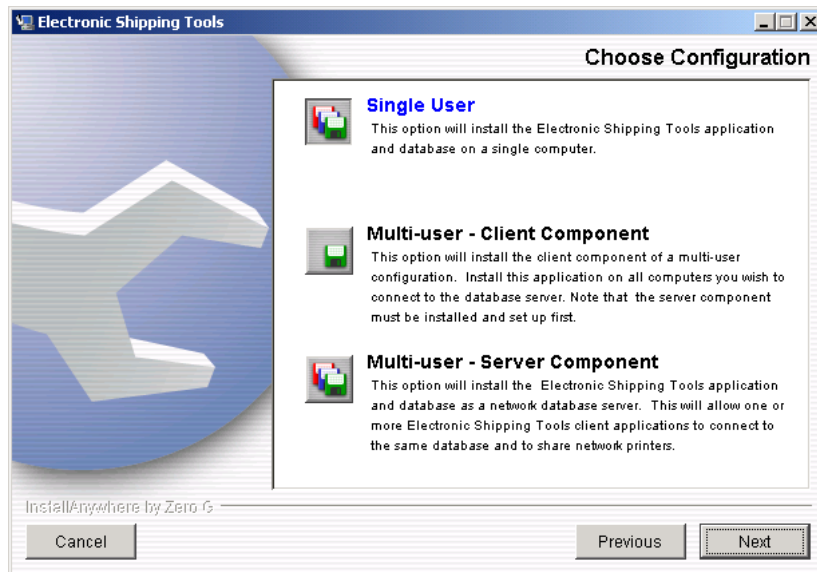 Electronic Shipping Tools
Choose Configuration
Single User
This option will install the Electronic Shipping Tools application
and database on a single computer.
Multi-user - Client Component
This option will install the client component of a multi-user
configuration. Install this application on all computers you wish to
connect to the database server. Note that the server component
must be installed and set up first.
Multi-user - Server Component
This option will install the Electronic Shipping Tools application
and database as a network database server. This will allow one or
more Electronic Shipping Tools client applications to connect to
the same database and to share network printers.
InstallAnywhere by Zero G
Cancel
Previous
Next